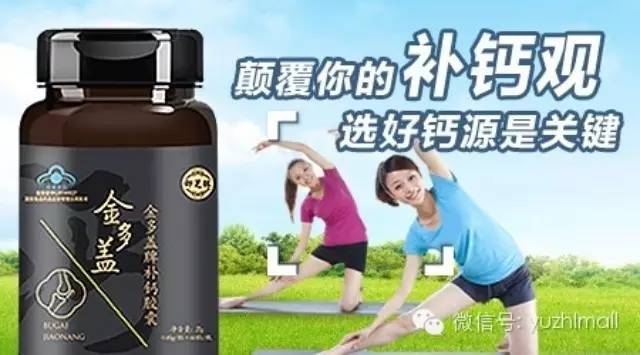 颠覆你的补钙观
选好钙源是关键
金多盖
金多盖牌补钙胶囊
BUGAI
JIAONANG
微信号: yuzhlmall